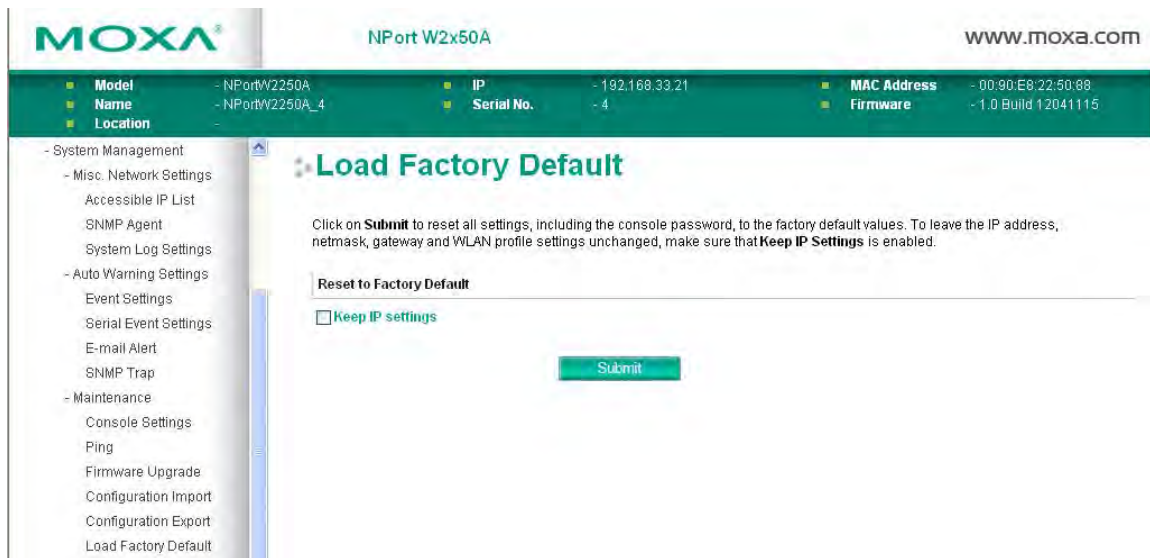 MOXA®
NPort W2x50A
www.moxa.com
Model - NPortW2250A
IP - 192.168.33.21
MAC Address - 00:90:E8:22:50:88
Name - NPortW2250A_4
Serial No. - 4
Firmware - 1.0 Build 12041115
Location -
- System Management
- Misc. Network Settings
Accessible IP List
SNMP Agent
System Log Settings
- Auto Warning Settings
Event Settings
Serial Event Settings
E-mail Alert
SNMP Trap
- Maintenance
Console Settings
Ping
Firmware Upgrade
Configuration Import
Configuration Export
Load Factory Default
Load Factory Default
Click on Submit to reset all settings, including the console password, to the factory default values. To leave the IP address,
netmask, gateway and WLAN profile settings unchanged, make sure that Keep IP Settings is enabled.
Reset to Factory Default
Keep IP settings
Submit